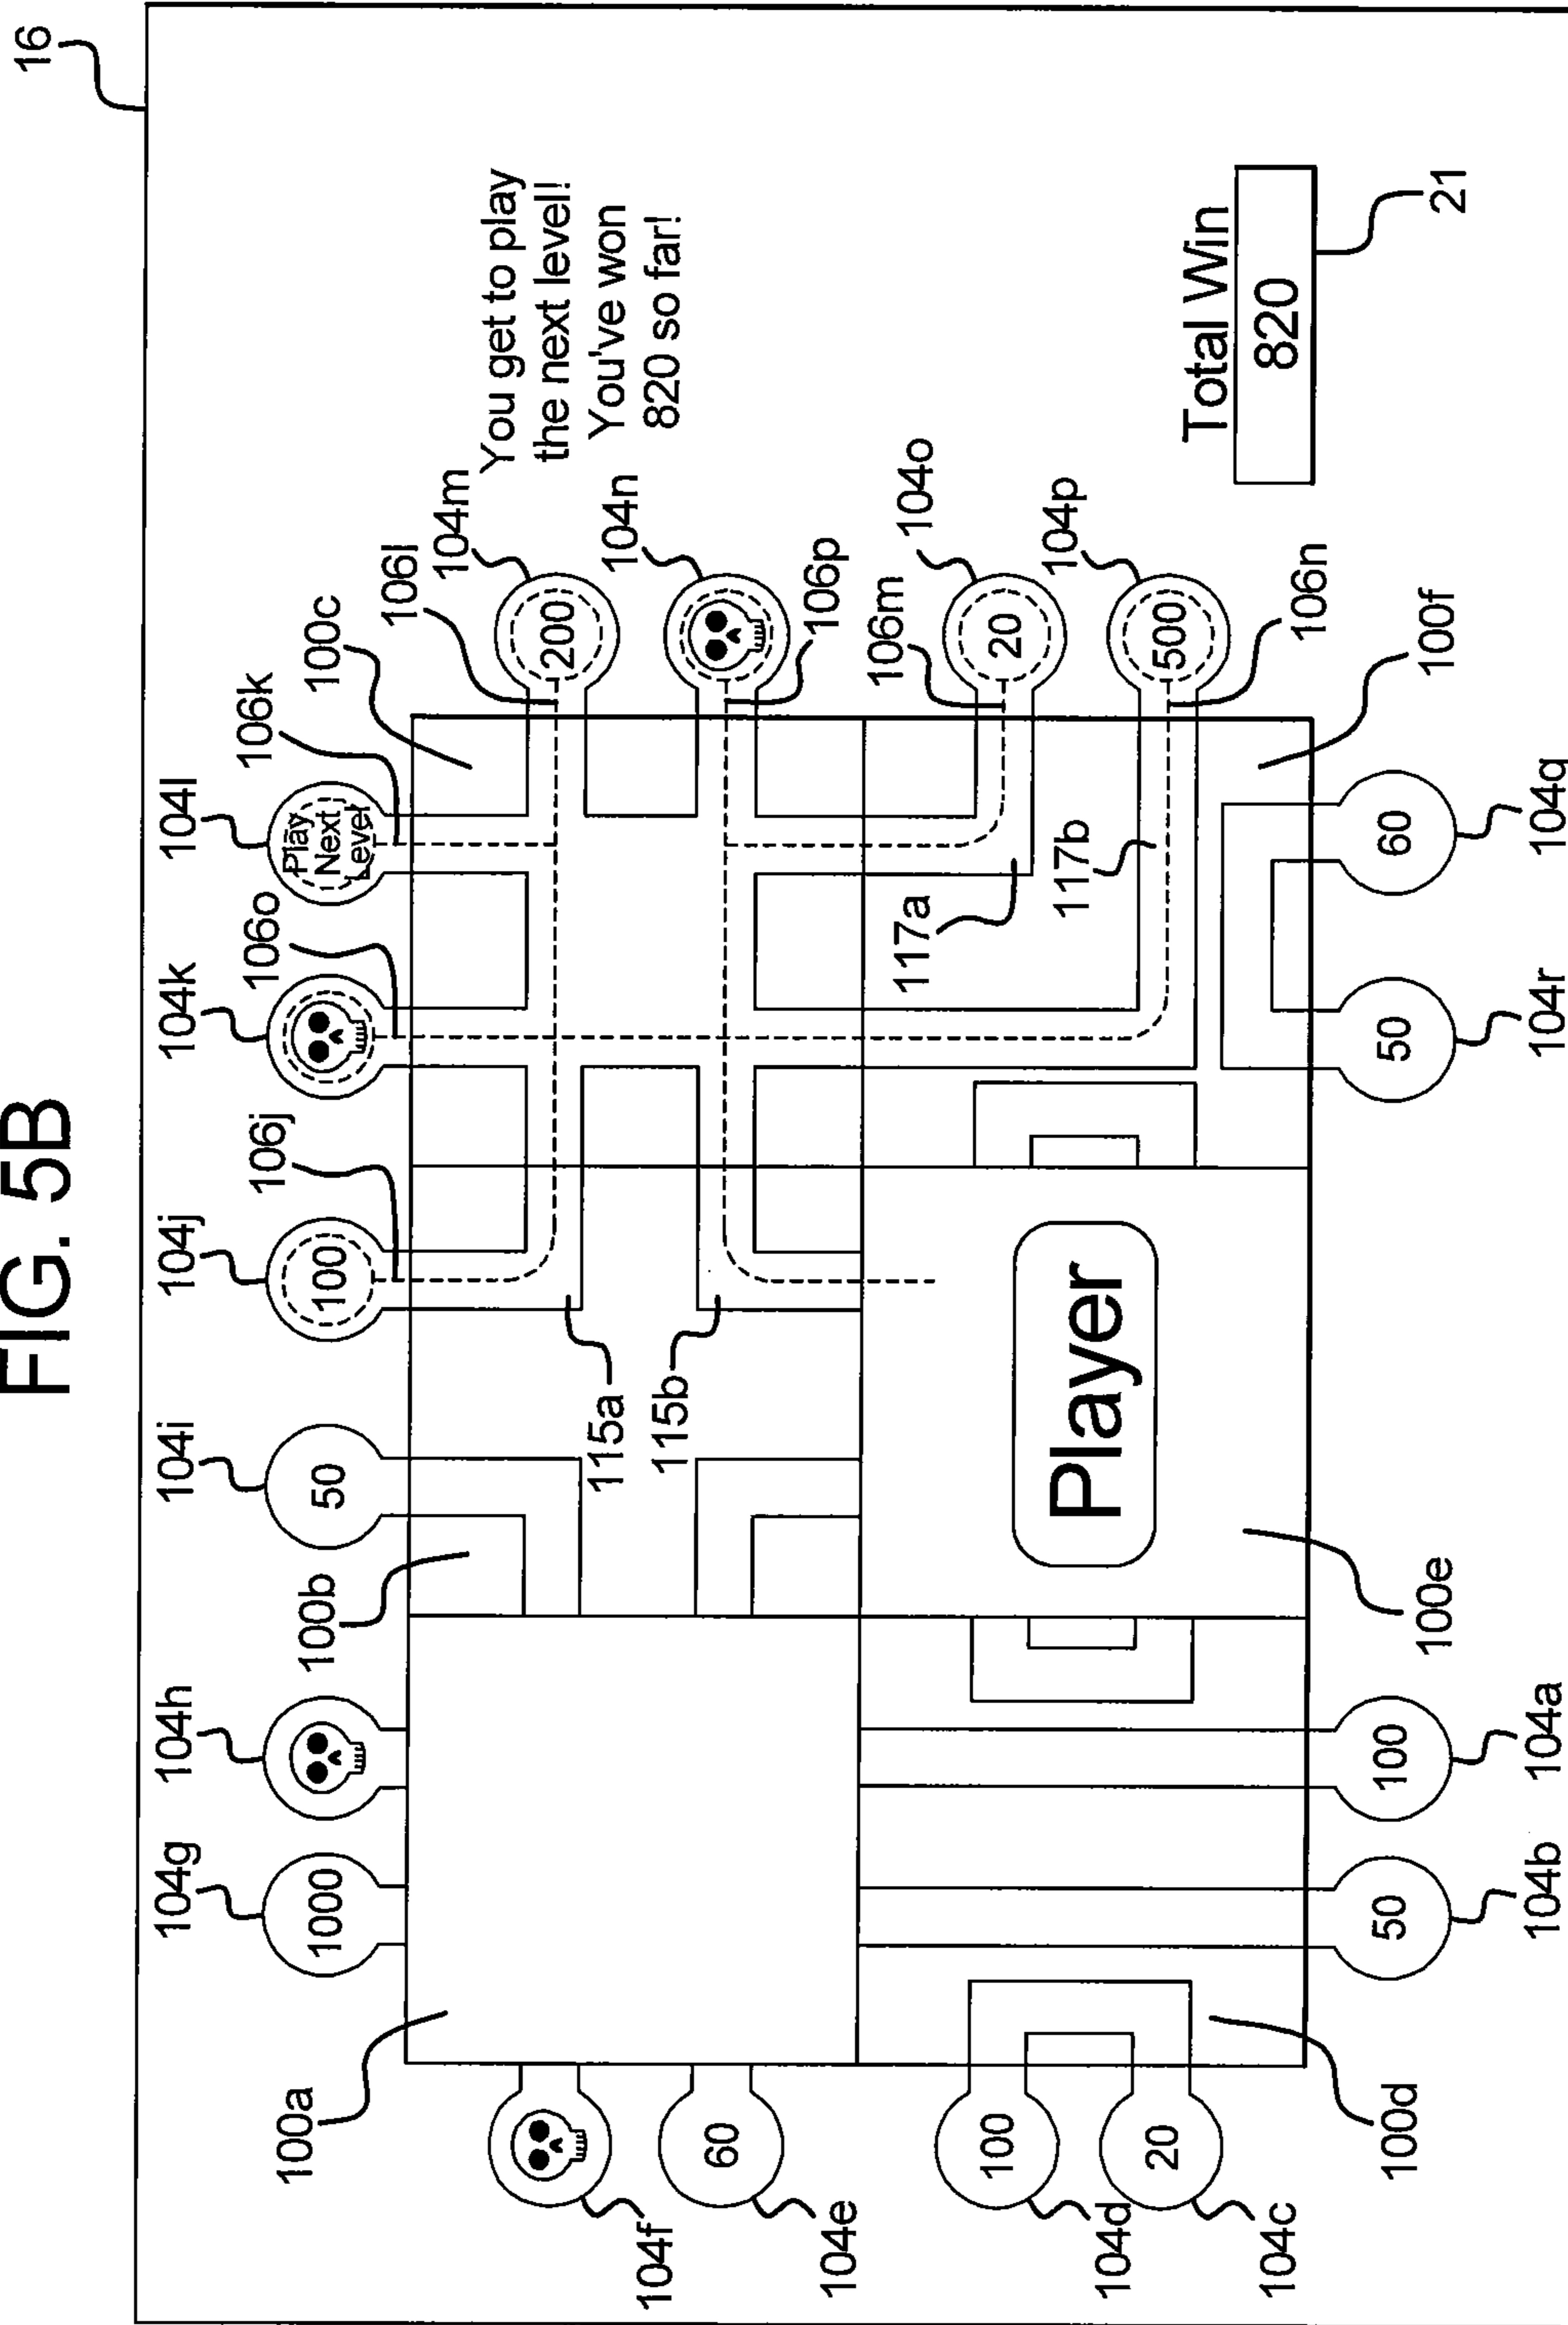 FIG. 5B
16
104g
104h
104i
104j
104k
104l
106j
106o
106k
100c
1000
50
100
Play
Next
Level
100a
100b
106l
104m
You get to play
the next level!
You've won
820 so far!
104f
200
104n
115a
115b
60
104e
106p
106m
104o
117a
20
104p
117b
100
104d
Player
500
20
104c
106n
Total Win
820
21
100d
50
100
100e
50
60
100f
104b
104a
104r
104q